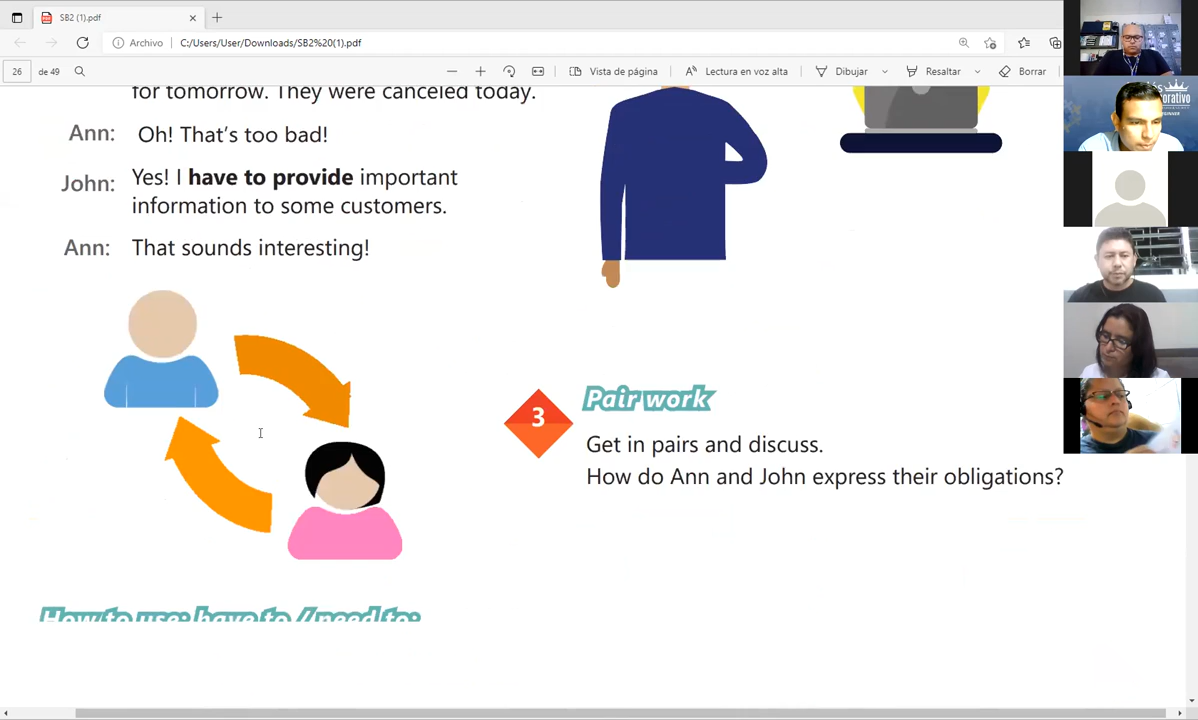 SB2 (1).pdf
Archivo
C:/Users/User/Downloads/SB2%20(1).pdf
26 de 49
Vista de página
Lectura en voz alta
Dibujar
Resaltar
Borrar
for tomorrow. They were canceled today.
Ann: Oh! That's too bad!
John: Yes! I have to provide important
information to some customers.
Ann: That sounds interesting!
3
Pair work
Get in pairs and discuss.
How do Ann and John express their obligations?
How to use: have to / need to: